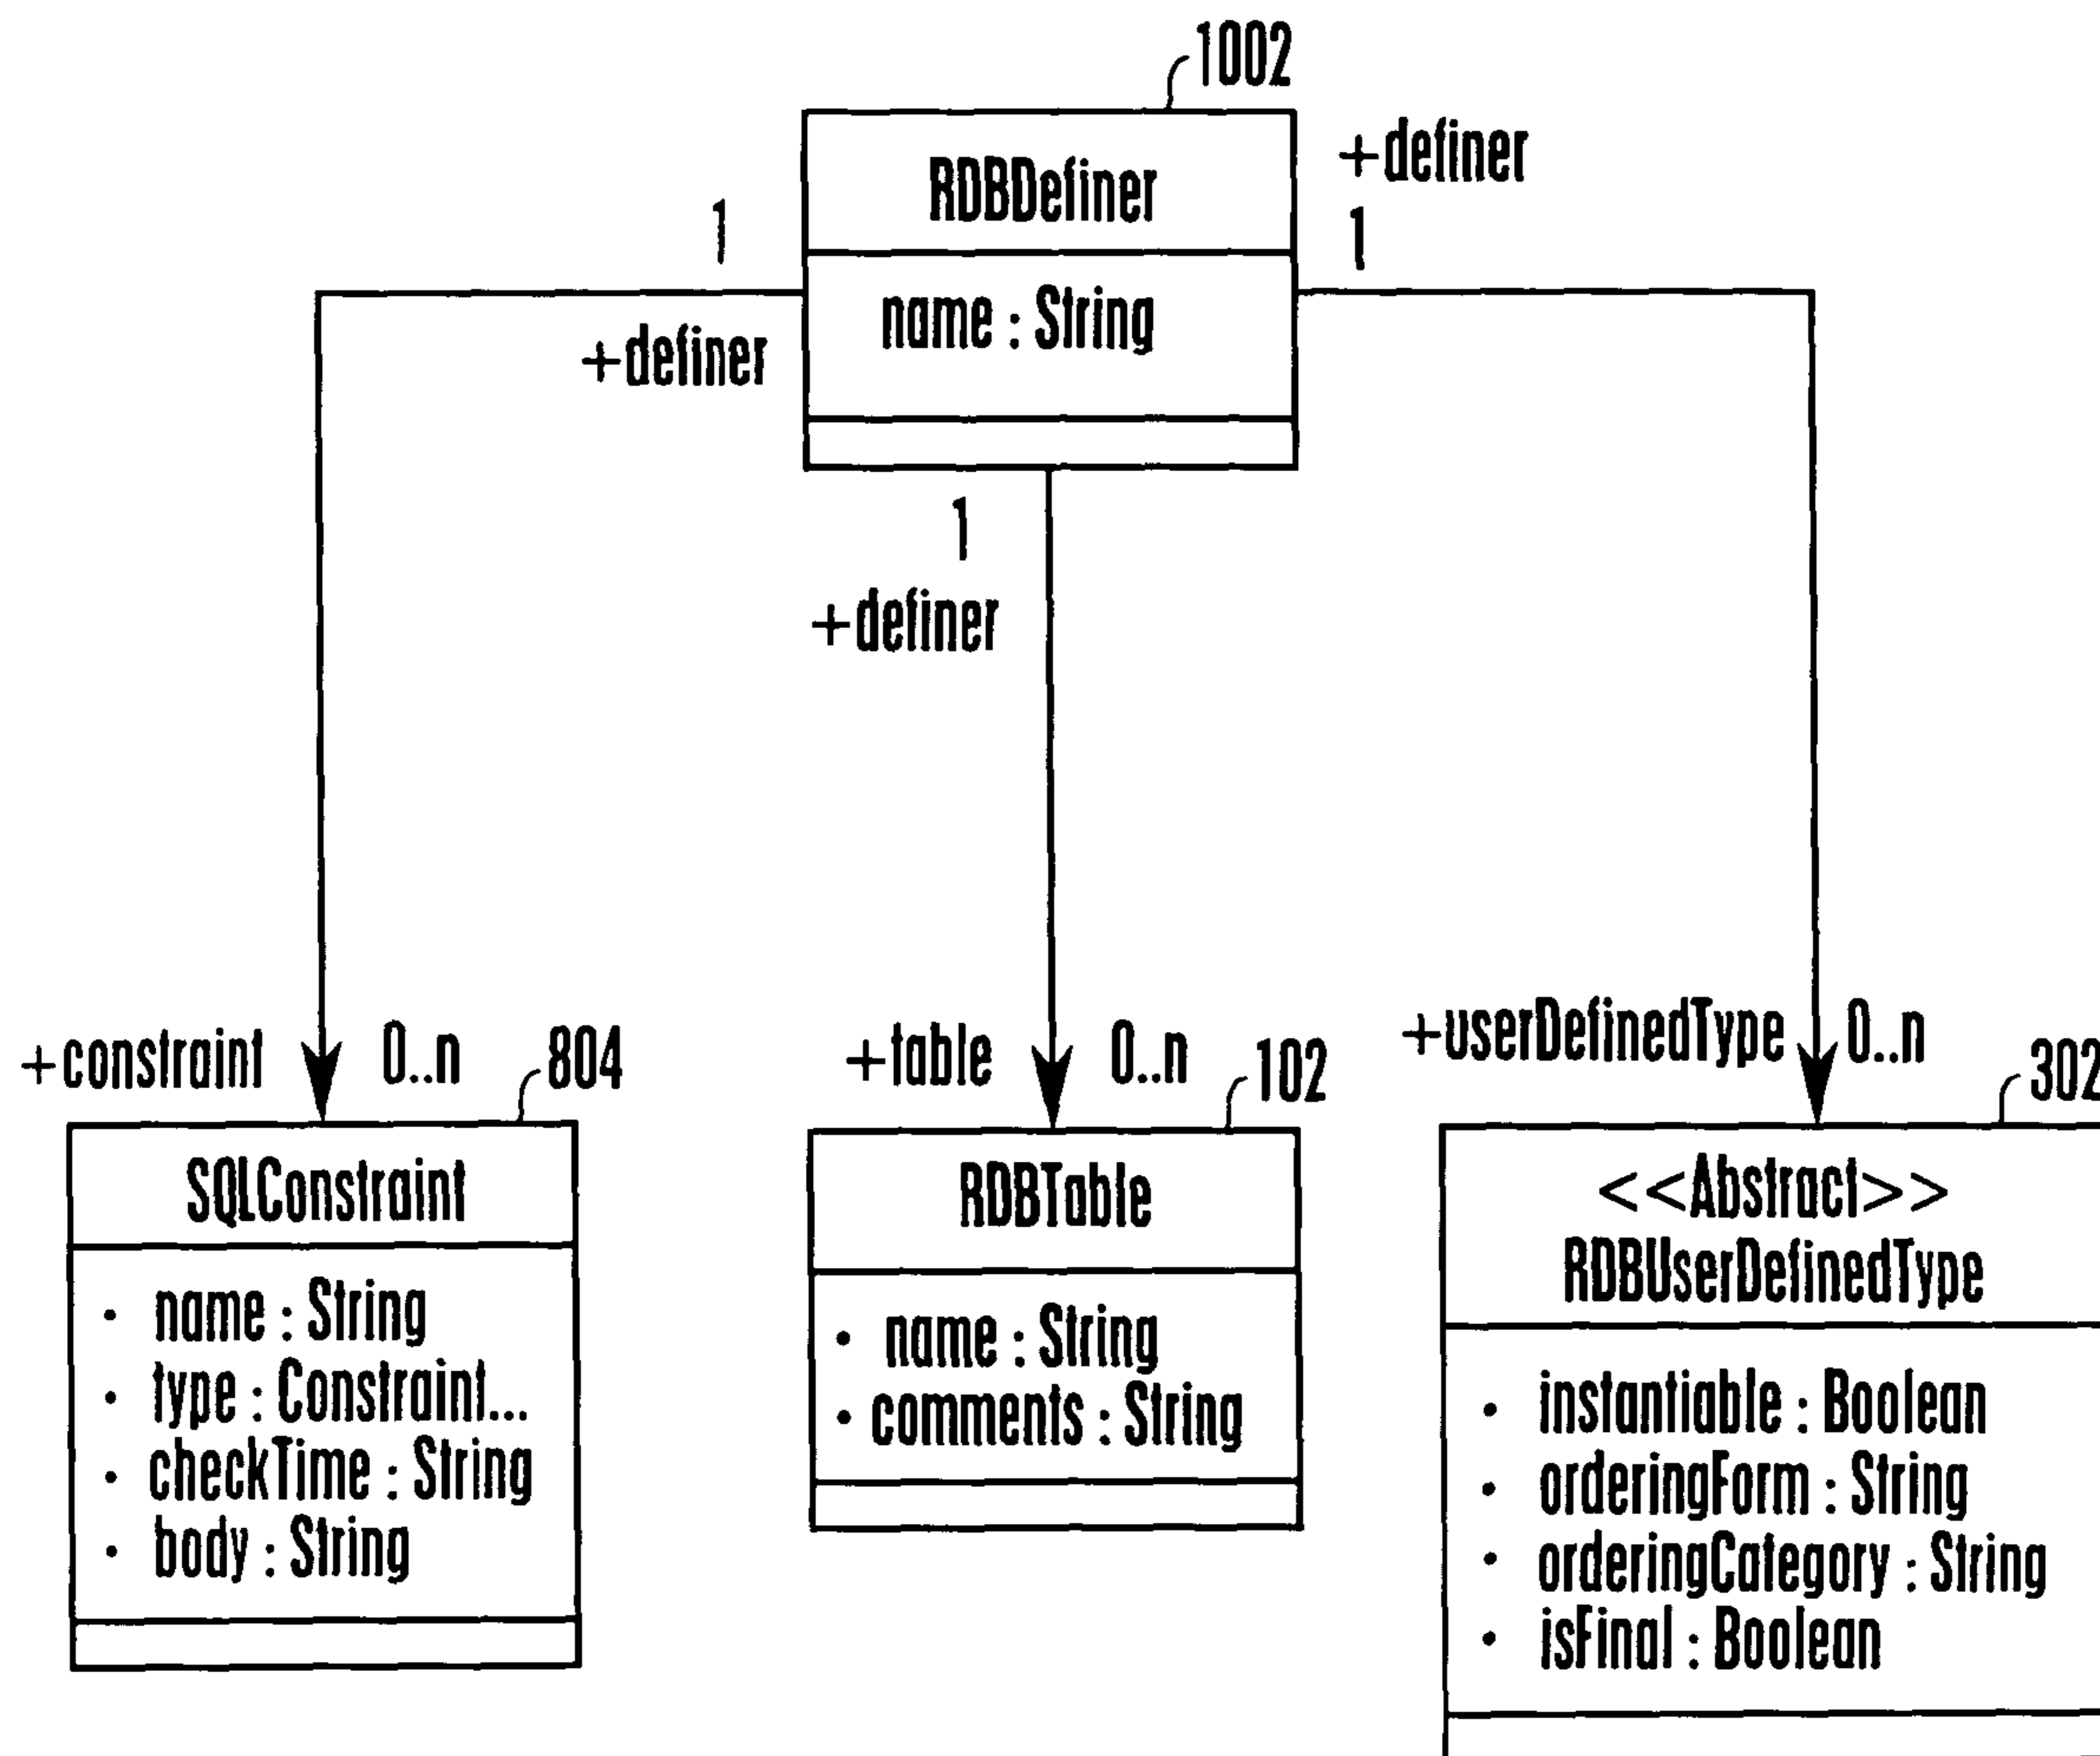 1002
RDBDefiner
name : String
1
+definer
+definer
1
1
+definer
+constraint
0..n
804
SQLConstraint
· name : String
· type : Constraint...
· checkTime : String
· body : String
+table
0..n
102
RDBTable
· name : String
· comments : String
+userDefinedType
0..n
302
<<Abstract>>
RDBUserDefinedType
· instantiable : Boolean
· orderingForm : String
· orderingCategory : String
· isFinal : Boolean